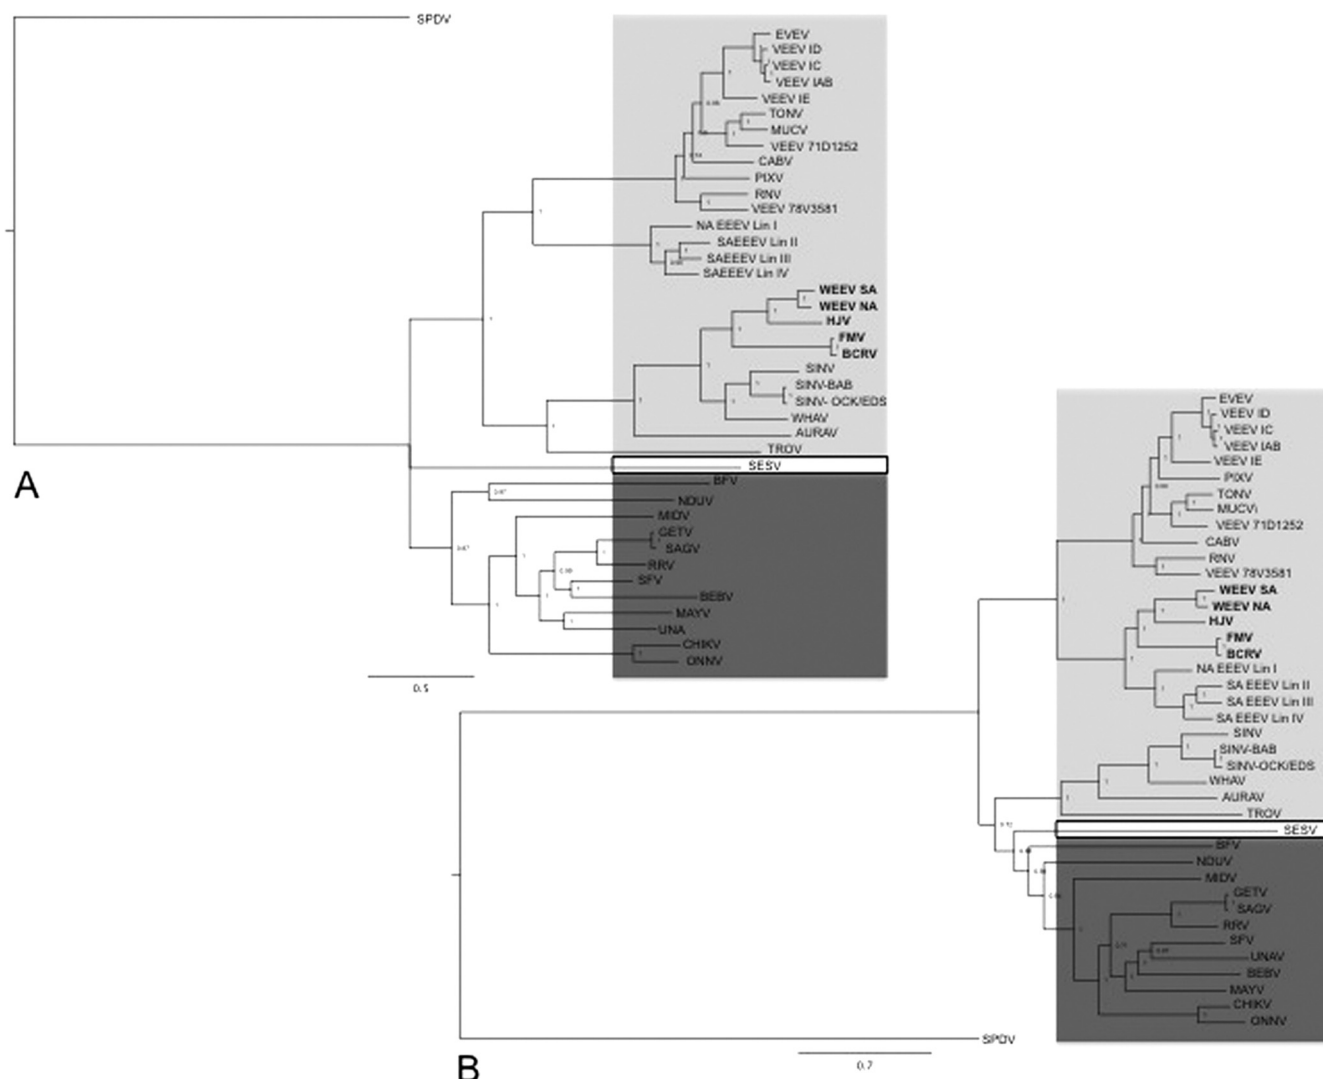 SPDV
EVEV
VEEV ID
VEEV IC
VEEV IAB
VEEV IE
TONV
MUCV
VEEV 71D1252
CABV
PIXV
RNV
VEEV 78V3581
NA EEEV Lin I
SAEEEV Lin II
SAEEEV Lin III
SAEEEV Lin IV
WEEV SA
WEEV NA
HJV
FMV
BCRV
SINV
SINV-BAB
SINV- OCK/EDS
WHAV
AURAV
TROV
SESV
BFV
NDUV
MIDV
GETV
SAGV
RRV
SFV
BEBV
MAYV
UNA
CHIKV
ONNV
0.5
A
EVEV
VEEV ID
VEEV IC
VEEV IAB
VEEV IE
PIXV
TONV
MUCVi
VEEV 71D1252
CABV
RNV
VEEV 78V3581
WEEV SA
WEEV NA
HJV
FMV
BCRV
NA EEEV Lin I
SA EEEV Lin II
SA EEEV Lin III
SA EEEV Lin IV
SINV
SINV-BAB
SINV-OCK/EDS
WHAV
AURAV
TROV
SESV
BFV
NDUV
MIDV
GETV
SAGV
RRV
SFV
UNAV
BEBV
MAYV
CHIKV
ONNV
SPDV
0.7
B